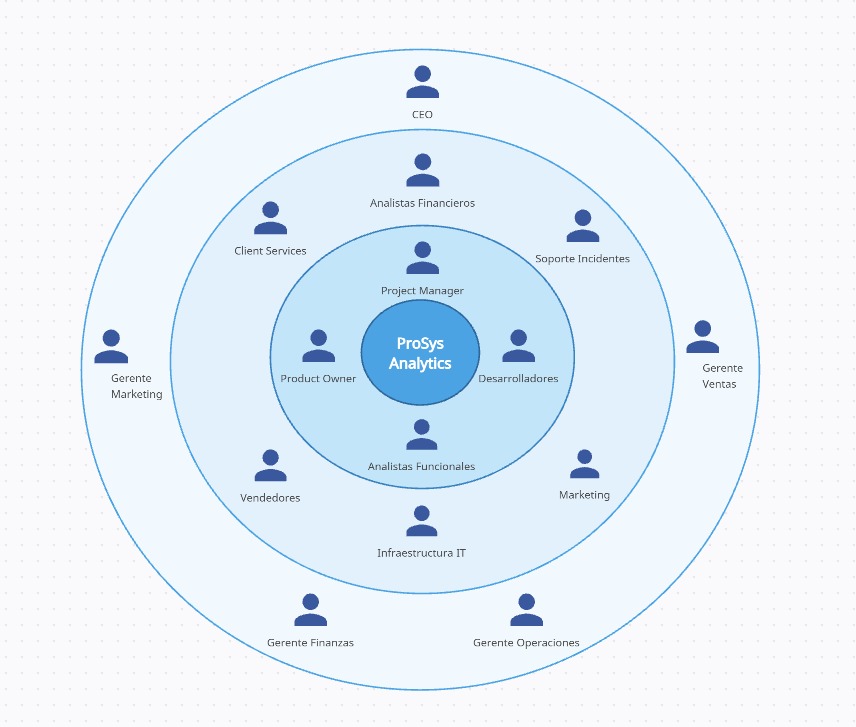 CEO
Analistas Financieros
Client Services
Soporte Incidentes
Project Manager
ProSys
Analytics
Product Owner
Desarrolladores
Gerente
Marketing
Gerente
Ventas
Analistas Funcionales
Vendedores
Marketing
Infraestructura IT
Gerente Finanzas
Gerente Operaciones